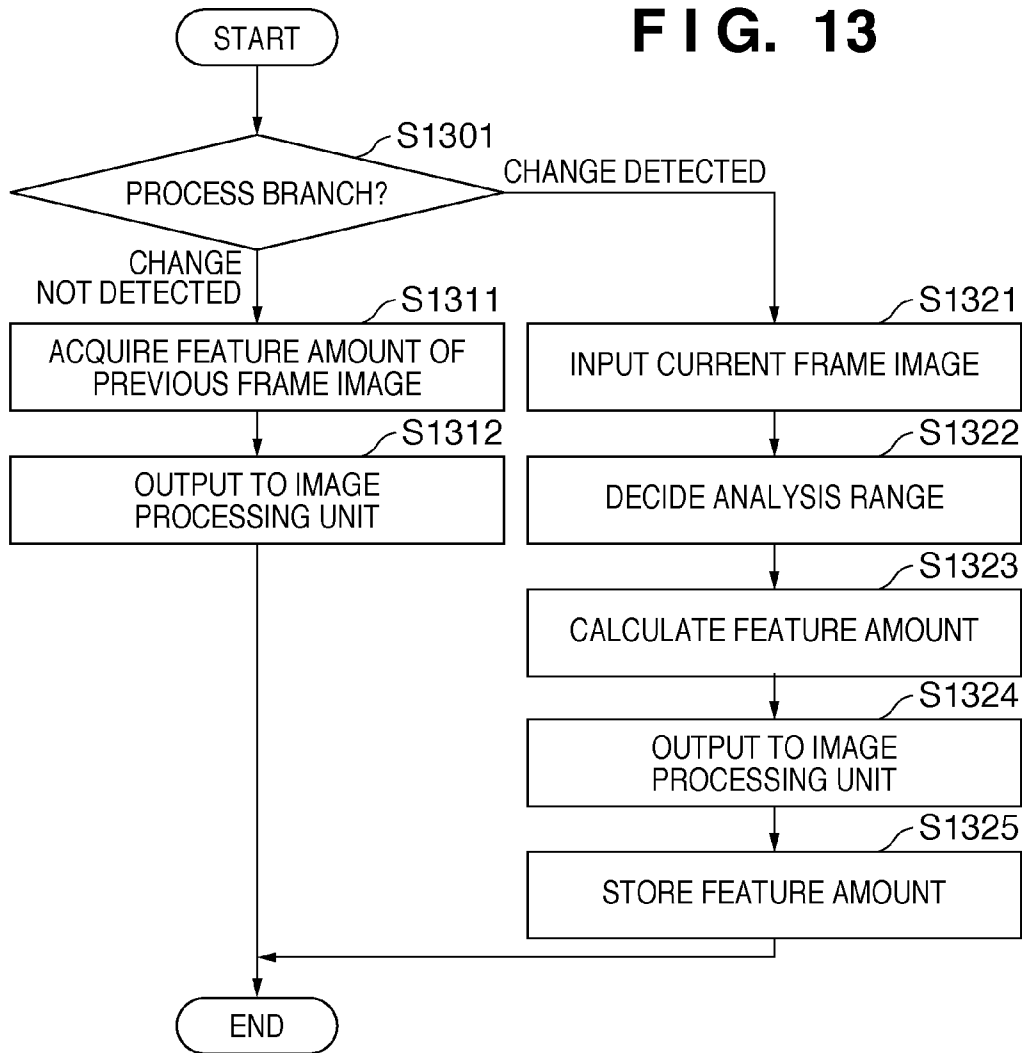 FIG. 13
START
S1301
PROCESS BRANCH?
CHANGE DETECTED
CHANGE
NOT DETECTED
S1311
ACQUIRE FEATURE AMOUNT OF
PREVIOUS FRAME IMAGE
S1312
OUTPUT TO IMAGE
PROCESSING UNIT
S1321
INPUT CURRENT FRAME IMAGE
S1322
DECIDE ANALYSIS RANGE
S1323
CALCULATE FEATURE AMOUNT
S1324
OUTPUT TO IMAGE
PROCESSING UNIT
S1325
STORE FEATURE AMOUNT
END